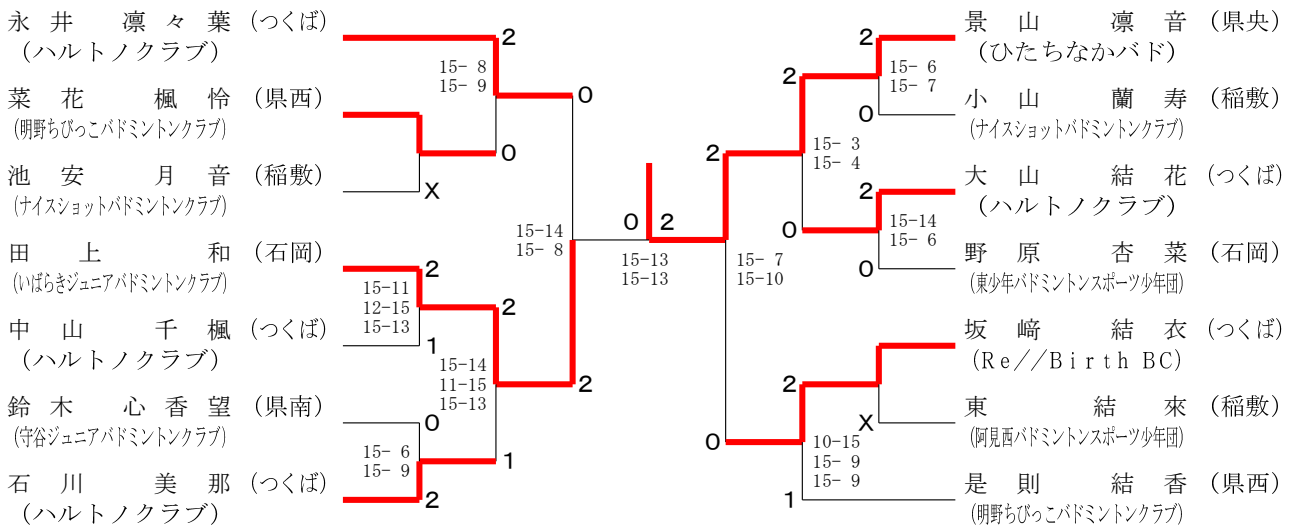 永井 凛々葉 (つくば)
(ハルトノクラブ)
菜花 楓怜 (県西)
(明野ちびっこバドミントンクラブ)
池安 月音 (稲敷)
(ナイスショットバドミントンクラブ)
田上 和 (石岡)
(いばらきジュニアバドミントンクラブ)
中山 千楓 (つくば)
(ハルトノクラブ)
鈴木 心香望 (県南)
(守谷ジュニアバドミントンクラブ)
石川 美那 (つくば)
(ハルトノクラブ)
2
15- 8
15- 9
0
0
X
2
15-11
12-15
15-13
1
2
15-14
11-15
15-13
0
15- 6
15- 9
2
1
15-14
15- 8
2
0 2
15-13
15-13
2
15- 7
15-10
0
2
15- 3
15- 4
0
2
15- 6
15- 7
0
2
15-14
15- 6
0
2
X
10-15
15- 9
15- 9
1
景山 凛音 (県央)
(ひたちなかバド)
小山 蘭寿 (稲敷)
(ナイスショットバドミントンクラブ)
大山 結花 (つくば)
(ハルトノクラブ)
野原 杏菜 (石岡)
(東少年バドミントンスポーツ少年団)
坂﨑 結衣 (つくば)
(Re//Birth BC)
東 結來 (稲敷)
(阿見西バドミントンスポーツ少年団)
是則 結香 (県西)
(明野ちびっこバドミントンクラブ)